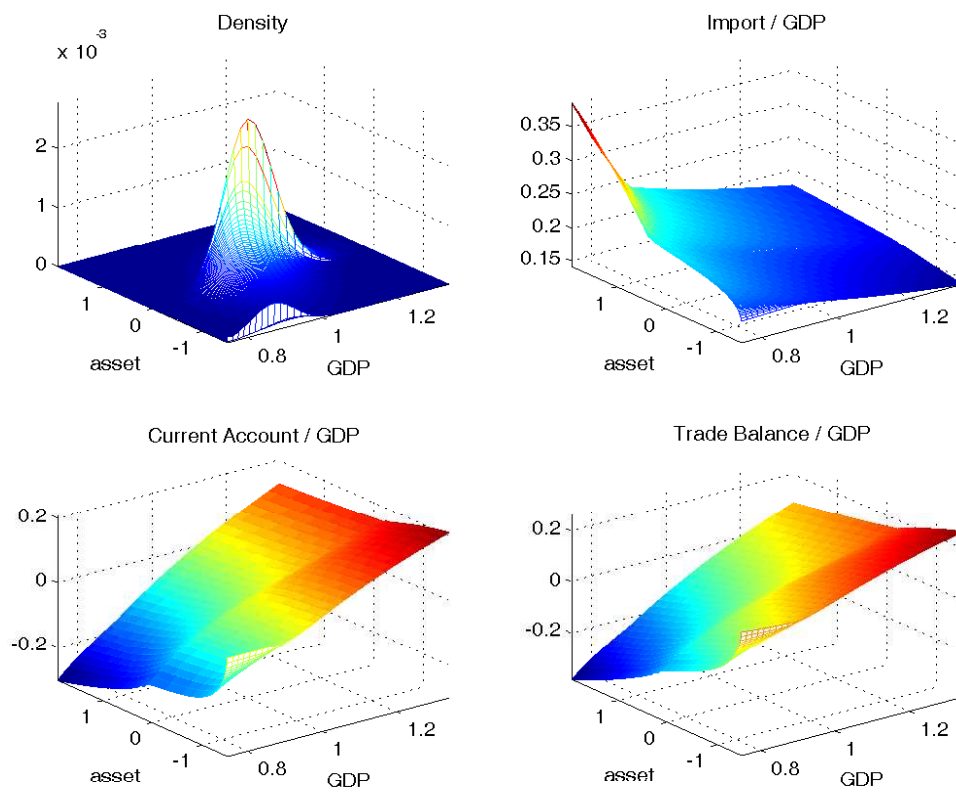 Density
x 10-3
2
1
0
1
0
-1
asset
0.8
1
1.2
GDP
Import / GDP
0.35
0.3
0.25
0.2
0.15
1
0
-1
asset
0.8
1
1.2
GDP
Current Account / GDP
0.2
0
-0.2
1
0
-1
asset
0.8
1
1.2
GDP
Trade Balance / GDP
0.2
0
-0.2
1
0
-1
asset
0.8
1
1.2
GDP